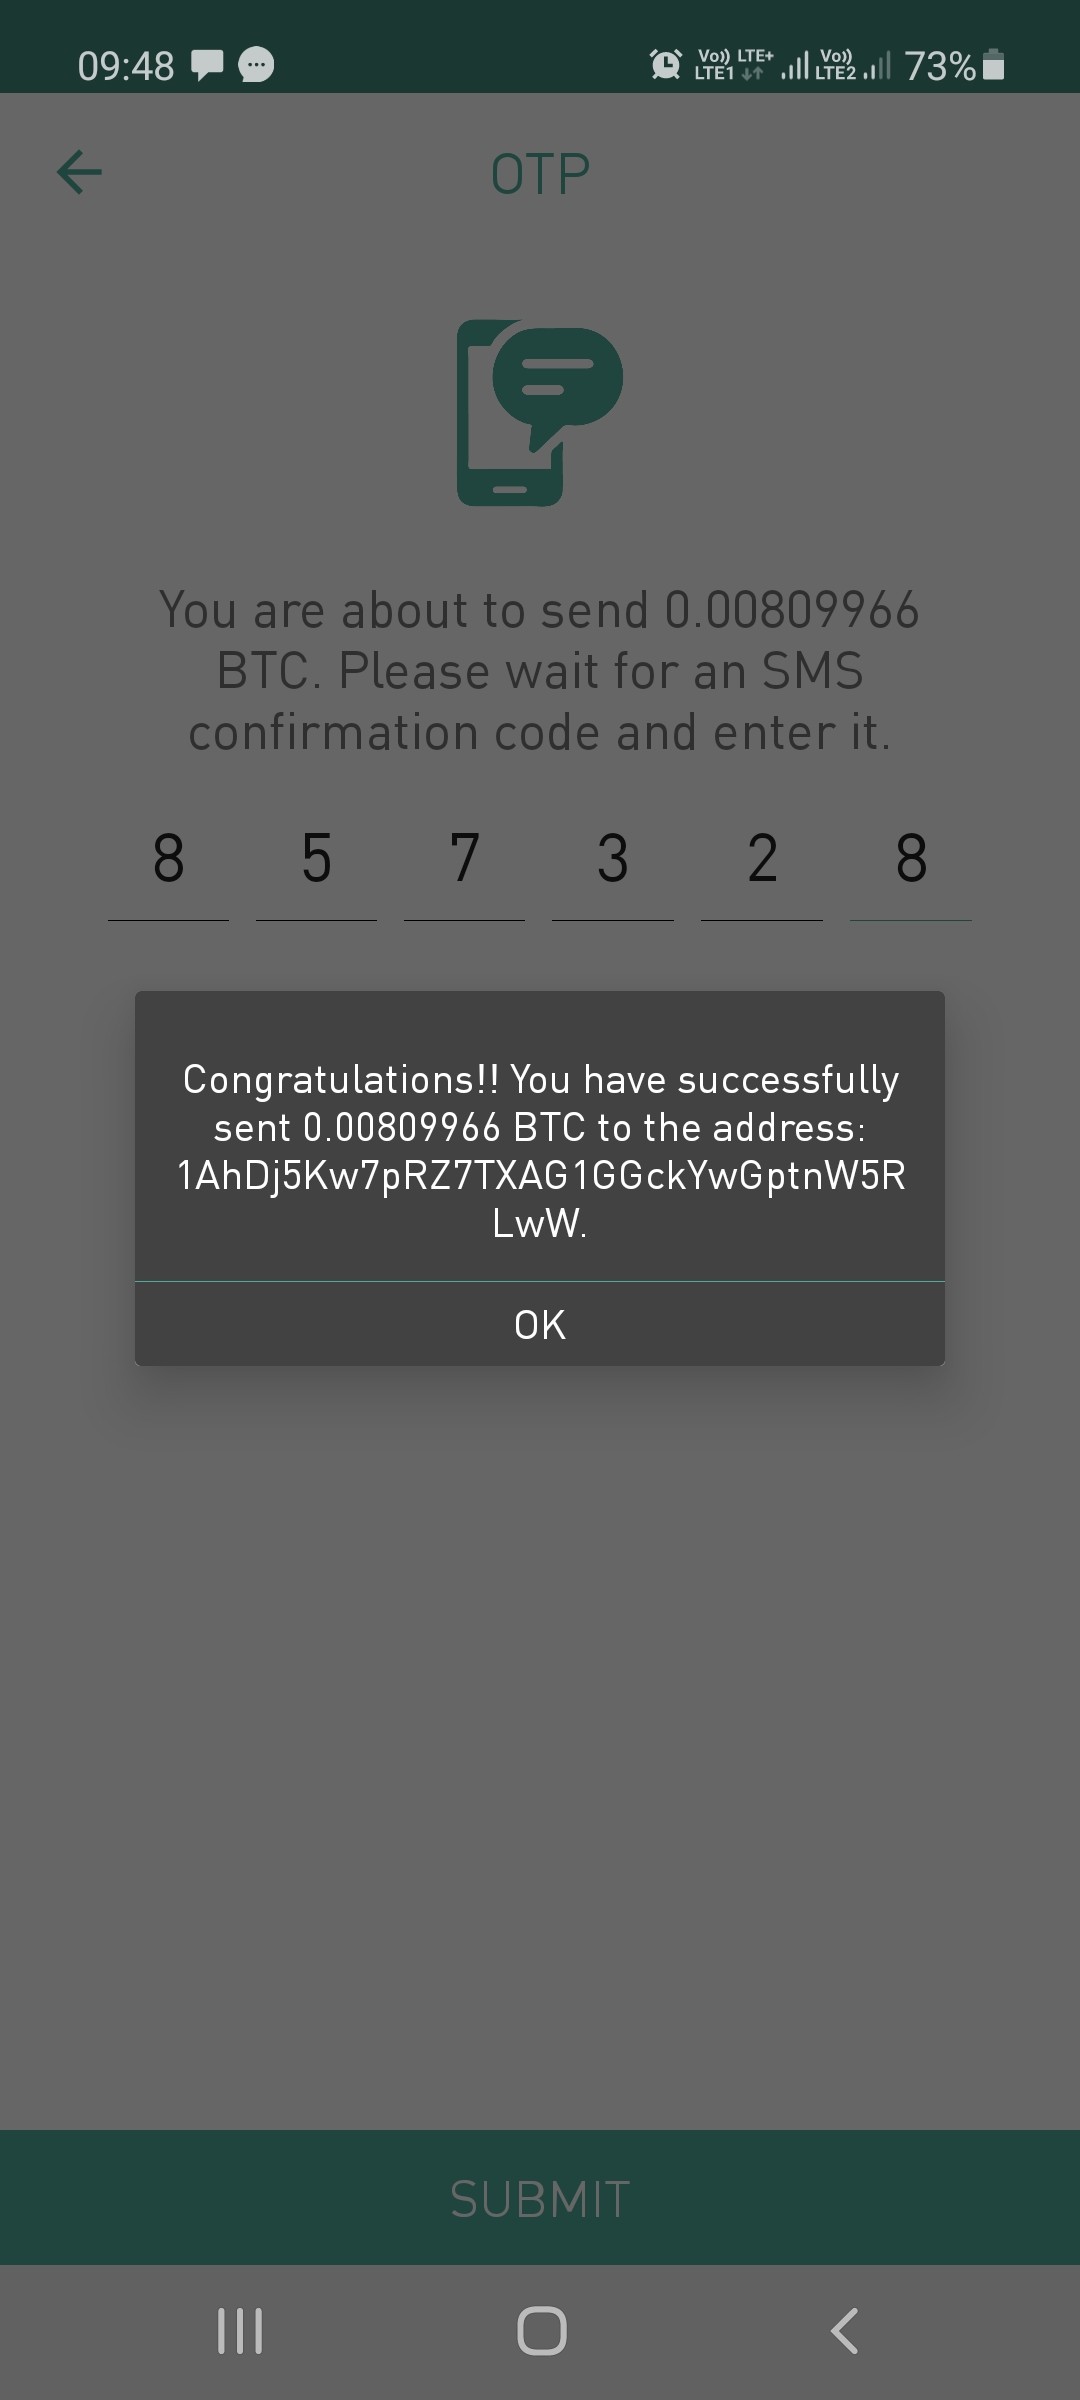 09:48 Vo)) LTE+ LTE1 Vo)) LTE2 73%
OTP
You are about to send 0.00809966
BTC. Please wait for an SMS
confirmation code and enter it.
8 5 7 3 2 8
Congratulations!! You have successfully
sent 0.00809966 BTC to the address:
1AhDj5Kw7pRZ7TXAG1GGckYwGptnW5R
LwW.
OK
SUBMIT